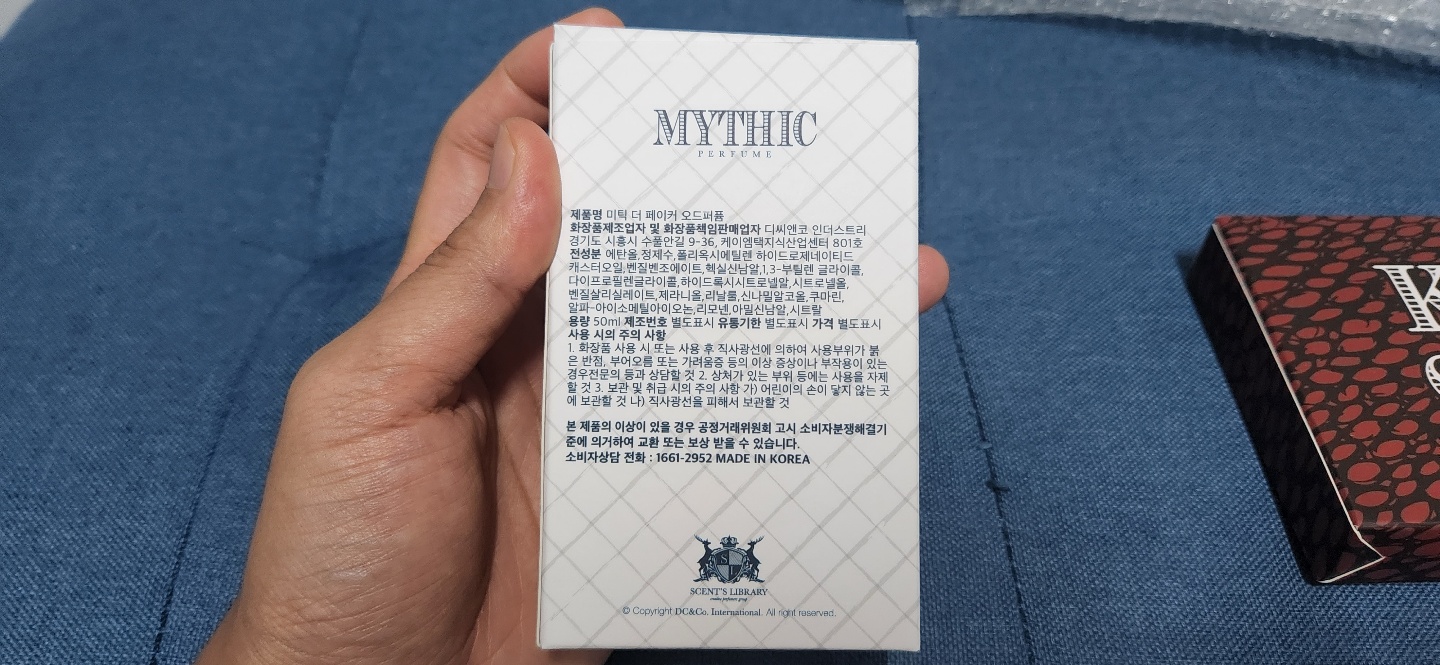 MYTHIC
PERFUME
제품명 미틱 더 페이커 오드퍼퓸
화장품제조업자 및 화장품책임판매업자 디씨앤코 인더스트리
경기도 시흥시 수풀안길 9-36, 케이엠택지식산업센터 801호
전성분 에탄올,정제수,폴리옥시에틸렌 하이드로제네이티드
캐스터오일,벤질벤조에이트,헥실신남알,1,3-부틸렌 글라이콜,
다이프로필렌글라이콜,하이드록시시트로넬알,시트로넬올,
벤질살리실레이트,제라니올,리날룰,신나밀알코올,쿠마린,
알파-아이소메틸아이오논,리모넨,아밀신남알,시트랄
용량 50ml 제조번호 별도표시 유통기한 별도표시 가격 별도표시
사용 시의 주의 사항
1. 화장품 사용 시 또는 사용 후 직사광선에 의하여 사용부위가 붉
은 반점, 부어오름 또는 가려움증 등의 이상 증상이나 부작용이 있는
경우전문의 등과 상담할 것 2. 상처가 있는 부위 등에는 사용을 자제
할 것 3. 보관 및 취급 시의 주의 사항 가) 어린이의 손이 닿지 않는 곳
에 보관할 것 나) 직사광선을 피해서 보관할 것
본 제품의 이상이 있을 경우 공정거래위원회 고시 소비자분쟁해결기
준에 의거하여 교환 또는 보상 받을 수 있습니다.
소비자상담 전화 : 1661-2952 MADE IN KOREA
S L
SCENT'S LIBRARY
creative perfumers group
© Copyright DC&Co. International. All right reserved.
K